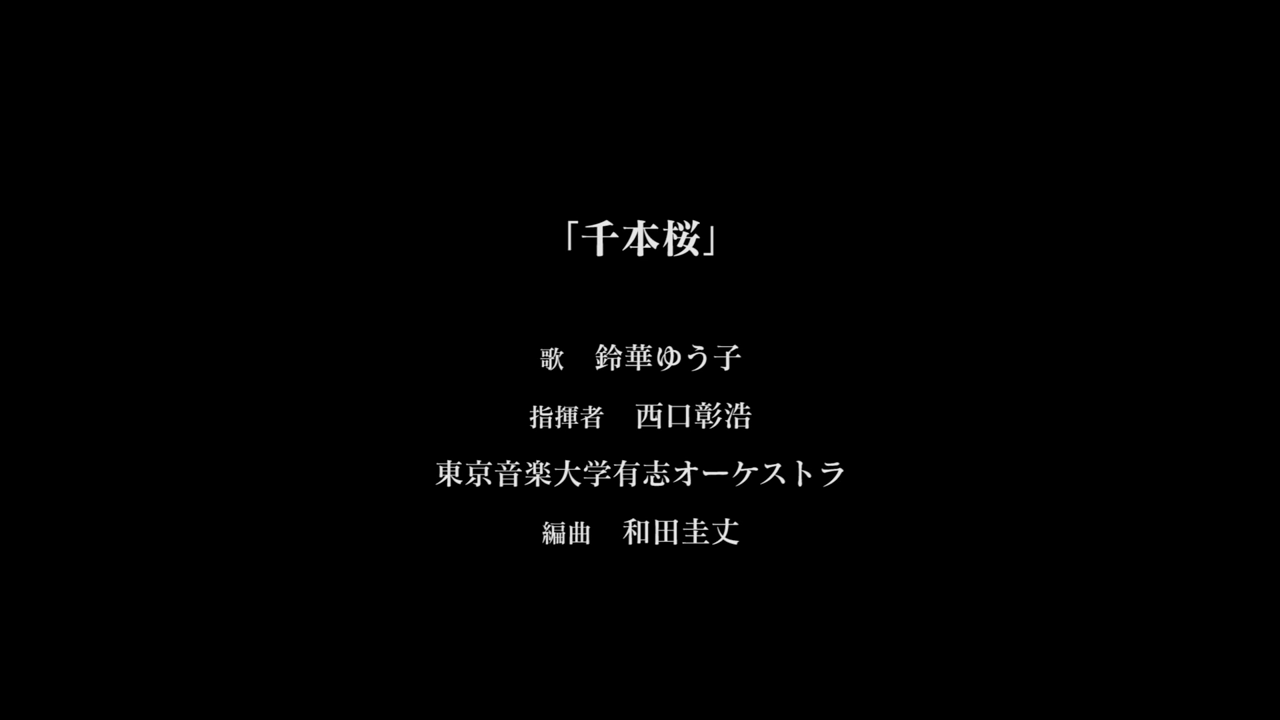 「千本桜」
歌　鈴華ゆう子
指揮者　西口彰浩
東京音楽大学有志オーケストラ
編曲　和田圭丈